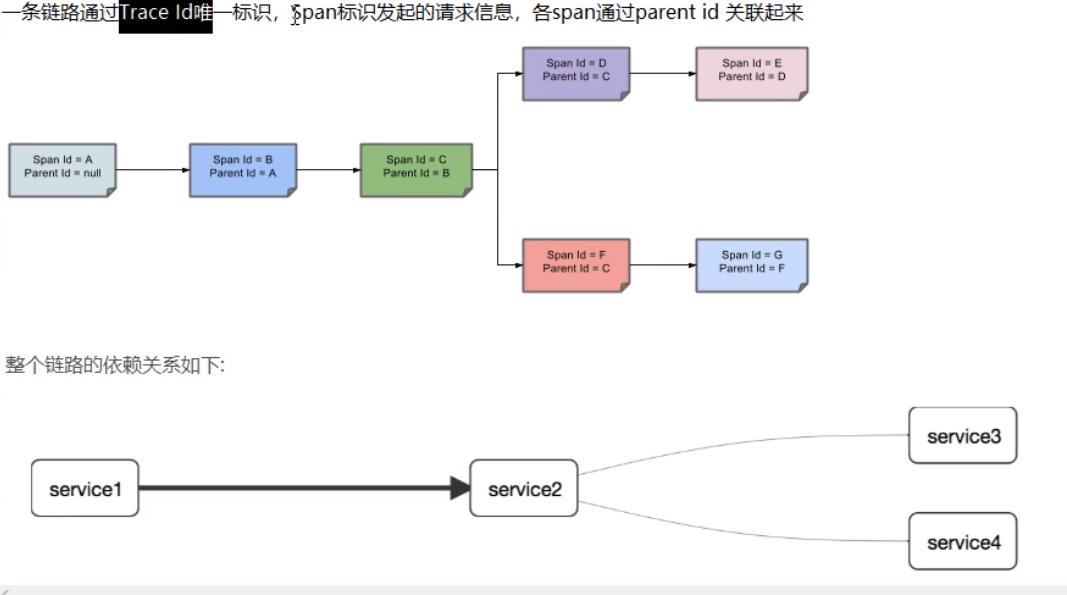 一条链路通过Trace Id唯一标识，Span标识发起的请求信息，各span通过parent id 关联起来
Span Id = D
Parent Id = C
Span Id = E
Parent Id = D
Span Id = A
Parent Id = null
Span Id = B
Parent Id = A
Span Id = C
Parent Id = B
Span Id = F
Parent Id = C
Span Id = G
Parent Id = F
整个链路的依赖关系如下:
service3
service1
service2
service4